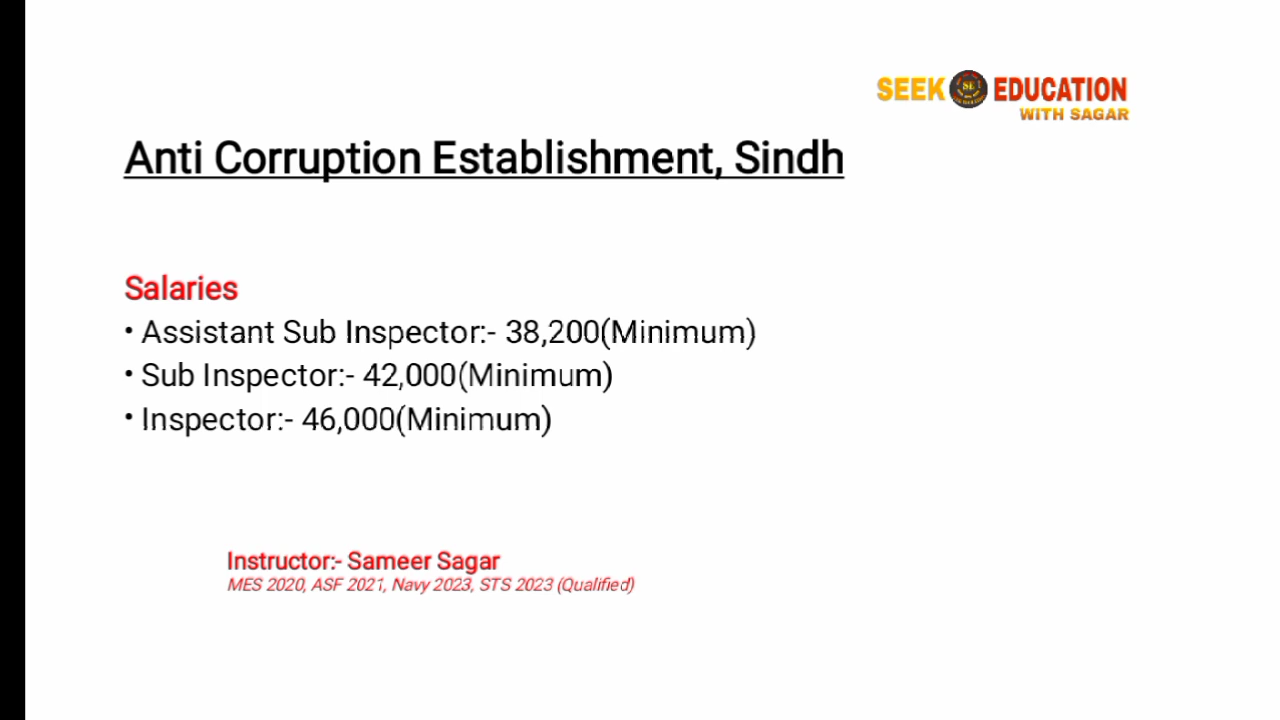 SEEK SE EDUCATION
WITH SAGAR
Anti Corruption Establishment, Sindh
Salaries
• Assistant Sub Inspector:- 38,200(Minimum)
• Sub Inspector:- 42,000(Minimum)
• Inspector:- 46,000(Minimum)
Instructor:- Sameer Sagar
MES 2020, ASF 2021, Navy 2023, STS 2023 (Qualified)